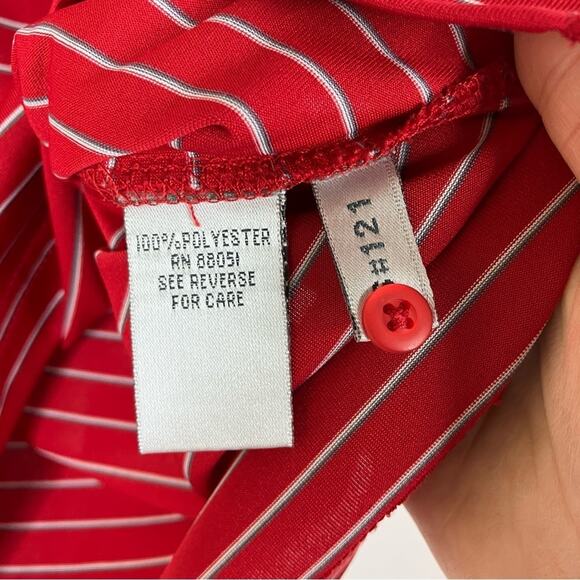 100%POLYESTER
RN 88051
SEE REVERSE
FOR CARE
#121